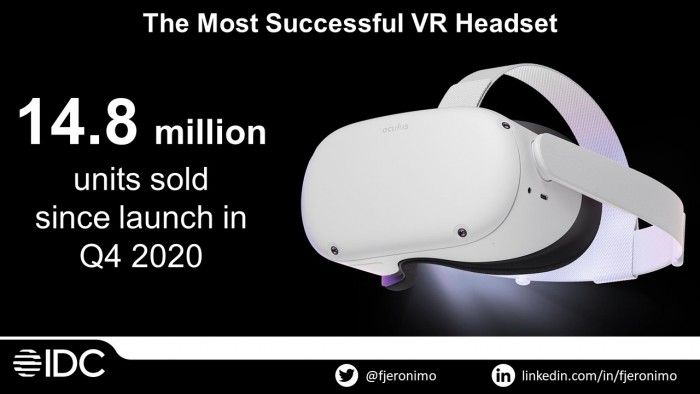 The Most Successful VR Headset
14.8 million
units sold
since launch in
Q4 2020
oculus
IDC
@fjeronimo
linkedin.com/in/fjeronimo